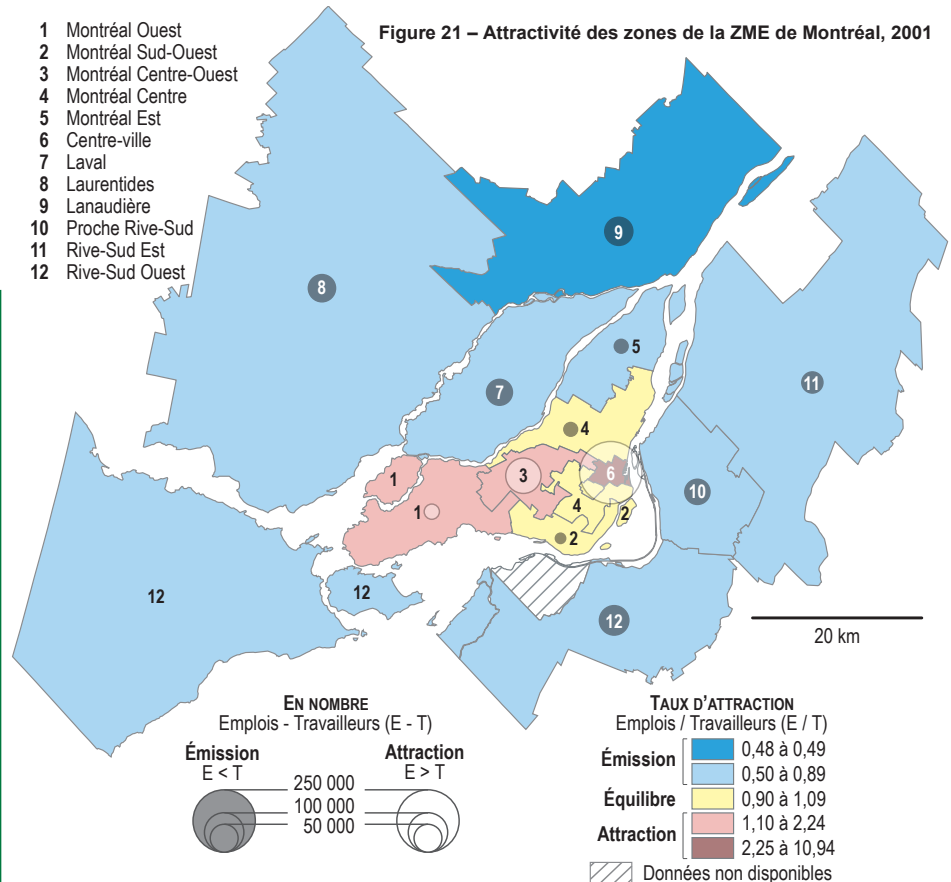 Figure 21 – Attractivité des zones de la ZME de Montréal, 2001
1 Montréal Ouest
2 Montréal Sud-Ouest
3 Montréal Centre-Ouest
4 Montréal Centre
5 Montréal Est
6 Centre-ville
7 Laval
8 Laurentides
9 Lanaudière
10 Proche Rive-Sud
11 Rive-Sud Est
12 Rive-Sud Ouest
9
8
5
11
7
4
1
3
6
10
1
4
2
2
12
12
12
20 km
EN NOMBRE
Emplois - Travailleurs (E - T)
Émission
E < T
Attraction
E > T
250 000
100 000
50 000
TAUX D'ATTRACTION
Emplois / Travailleurs (E / T)
Émission
0,48 à 0,49
0,50 à 0,89
Équilibre
0,90 à 1,09
Attraction
1,10 à 2,24
2,25 à 10,94
Données non disponibles